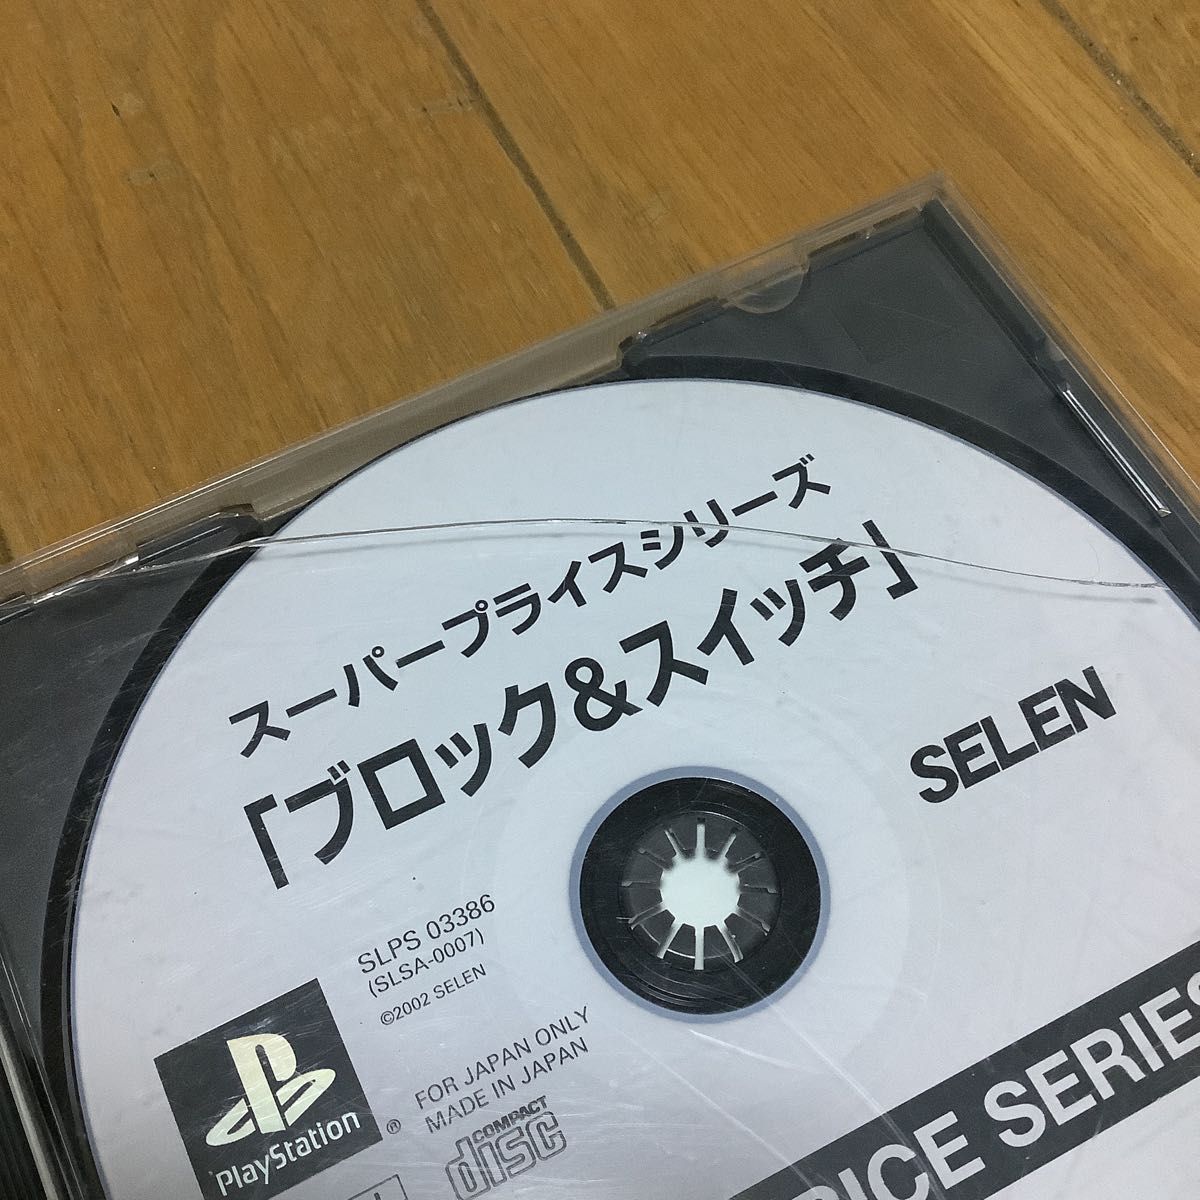 スーパープライスシリーズ
「ブロック&スイッチ」
SELEN
SLPS 03386
(SLSA-0007)
©2002 SELEN
PlayStation
®
FOR JAPAN ONLY
MADE IN JAPAN
COMPACT
disc
SERIES